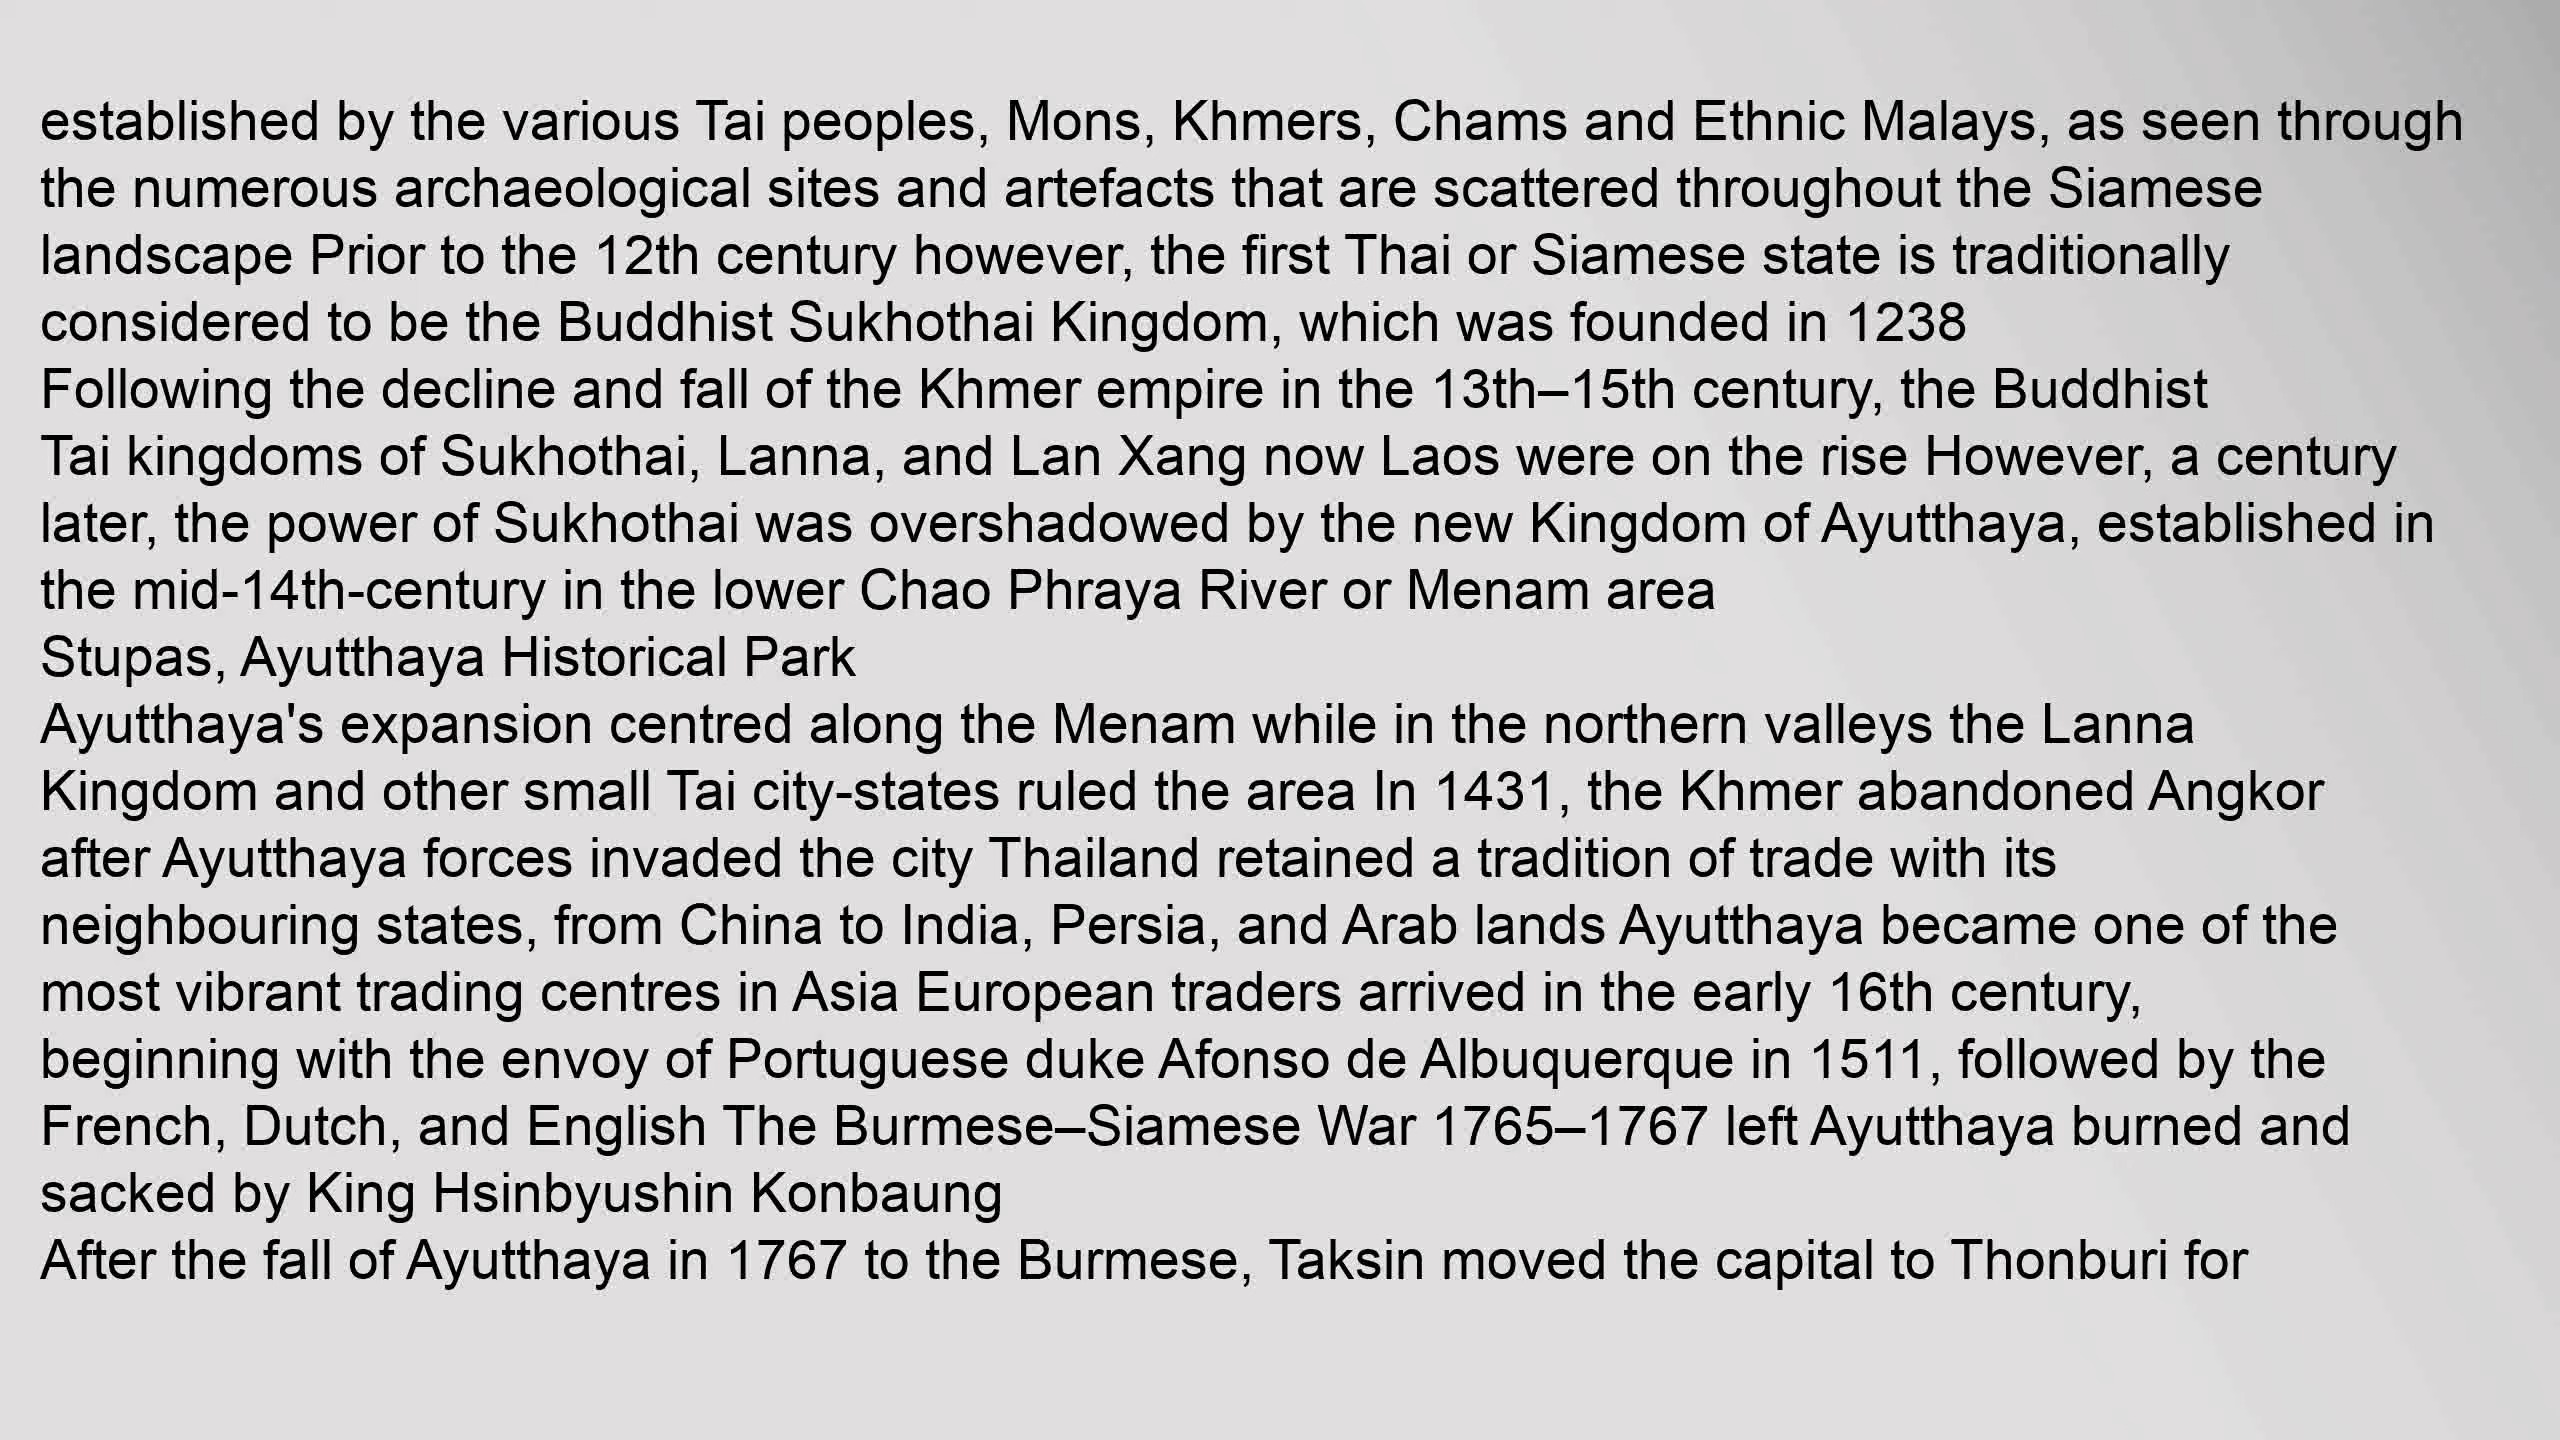 established by the various Tai peoples, Mons, Khmers, Chams and Ethnic Malays, as seen through
the numerous archaeological sites and artefacts that are scattered throughout the Siamese
landscape Prior to the 12th century however, the first Thai or Siamese state is traditionally
considered to be the Buddhist Sukhothai Kingdom, which was founded in 1238
Following the decline and fall of the Khmer empire in the 13th–15th century, the Buddhist
Tai kingdoms of Sukhothai, Lanna, and Lan Xang now Laos were on the rise However, a century
later, the power of Sukhothai was overshadowed by the new Kingdom of Ayutthaya, established in
the mid-14th-century in the lower Chao Phraya River or Menam area
Stupas, Ayutthaya Historical Park
Ayutthaya's expansion centred along the Menam while in the northern valleys the Lanna
Kingdom and other small Tai city-states ruled the area In 1431, the Khmer abandoned Angkor
after Ayutthaya forces invaded the city Thailand retained a tradition of trade with its
neighbouring states, from China to India, Persia, and Arab lands Ayutthaya became one of the
most vibrant trading centres in Asia European traders arrived in the early 16th century,
beginning with the envoy of Portuguese duke Afonso de Albuquerque in 1511, followed by the
French, Dutch, and English The Burmese–Siamese War 1765–1767 left Ayutthaya burned and
sacked by King Hsinbyushin Konbaung
After the fall of Ayutthaya in 1767 to the Burmese, Taksin moved the capital to Thonburi for